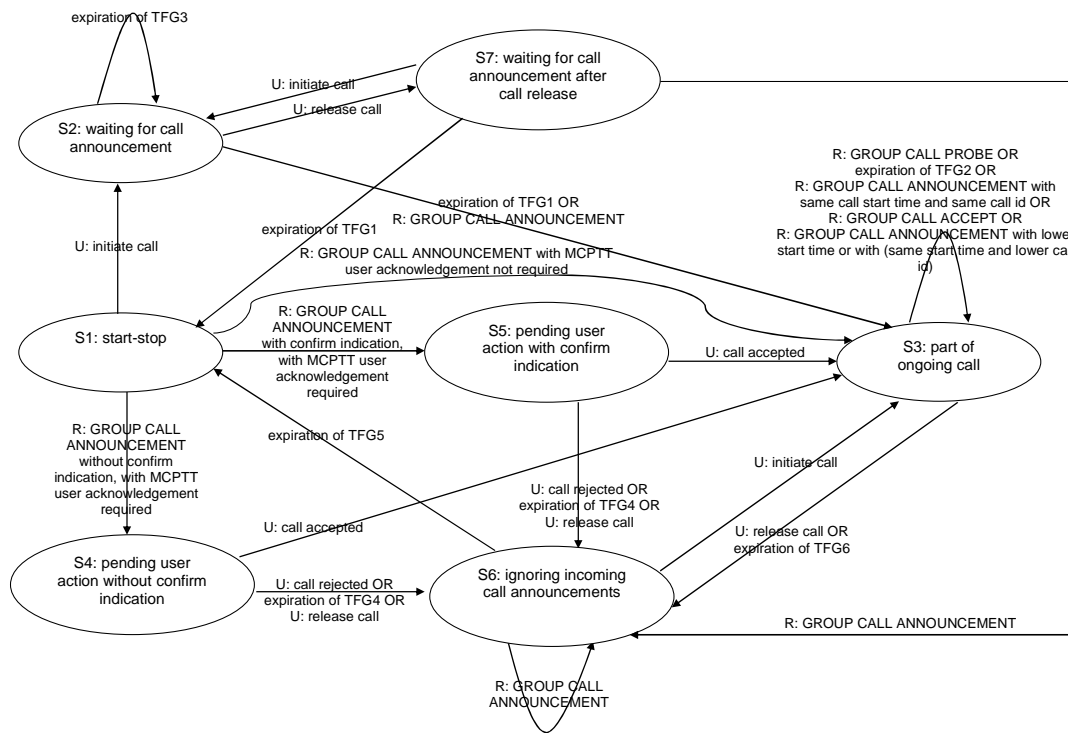 expiration of TFG3
S7: waiting for call
announcement after
call release
U: initiate call
U: release call
S2: waiting for call
announcement
R: GROUP CALL PROBE OR
expiration of TFG2 OR
R: GROUP CALL ANNOUNCEMENT with
same call start time and same call id OR
R: GROUP CALL ACCEPT OR
R: GROUP CALL ANNOUNCEMENT with lowe
start time or with (same start time and lower ca
id)
expiration of TFG1 OR
R: GROUP CALL ANNOUNCEMENT
expiration of TFG1
U: initiate call
R: GROUP CALL ANNOUNCEMENT with MCPTT
user acknowledgement not required
S1: start-stop
R: GROUP CALL
ANNOUNCEMENT
with confirm indication,
with MCPTT user
acknowledgement
required
S5: pending user
action with confirm
indication
U: call accepted
S3: part of
ongoing call
R: GROUP CALL
ANNOUNCEMENT
without confirm
indication, with MCPTT
user acknowledgement
required
expiration of TFG5
U: initiate call
U: call rejected OR
expiration of TFG4 OR
U: release call
U: call accepted
U: release call OR
expiration of TFG6
S4: pending user
action without confirm
indication
U: call rejected OR
expiration of TFG4 OR
U: release call
S6: ignoring incoming
call announcements
R: GROUP CALL ANNOUNCEMENT
R: GROUP CALL
ANNOUNCEMENT